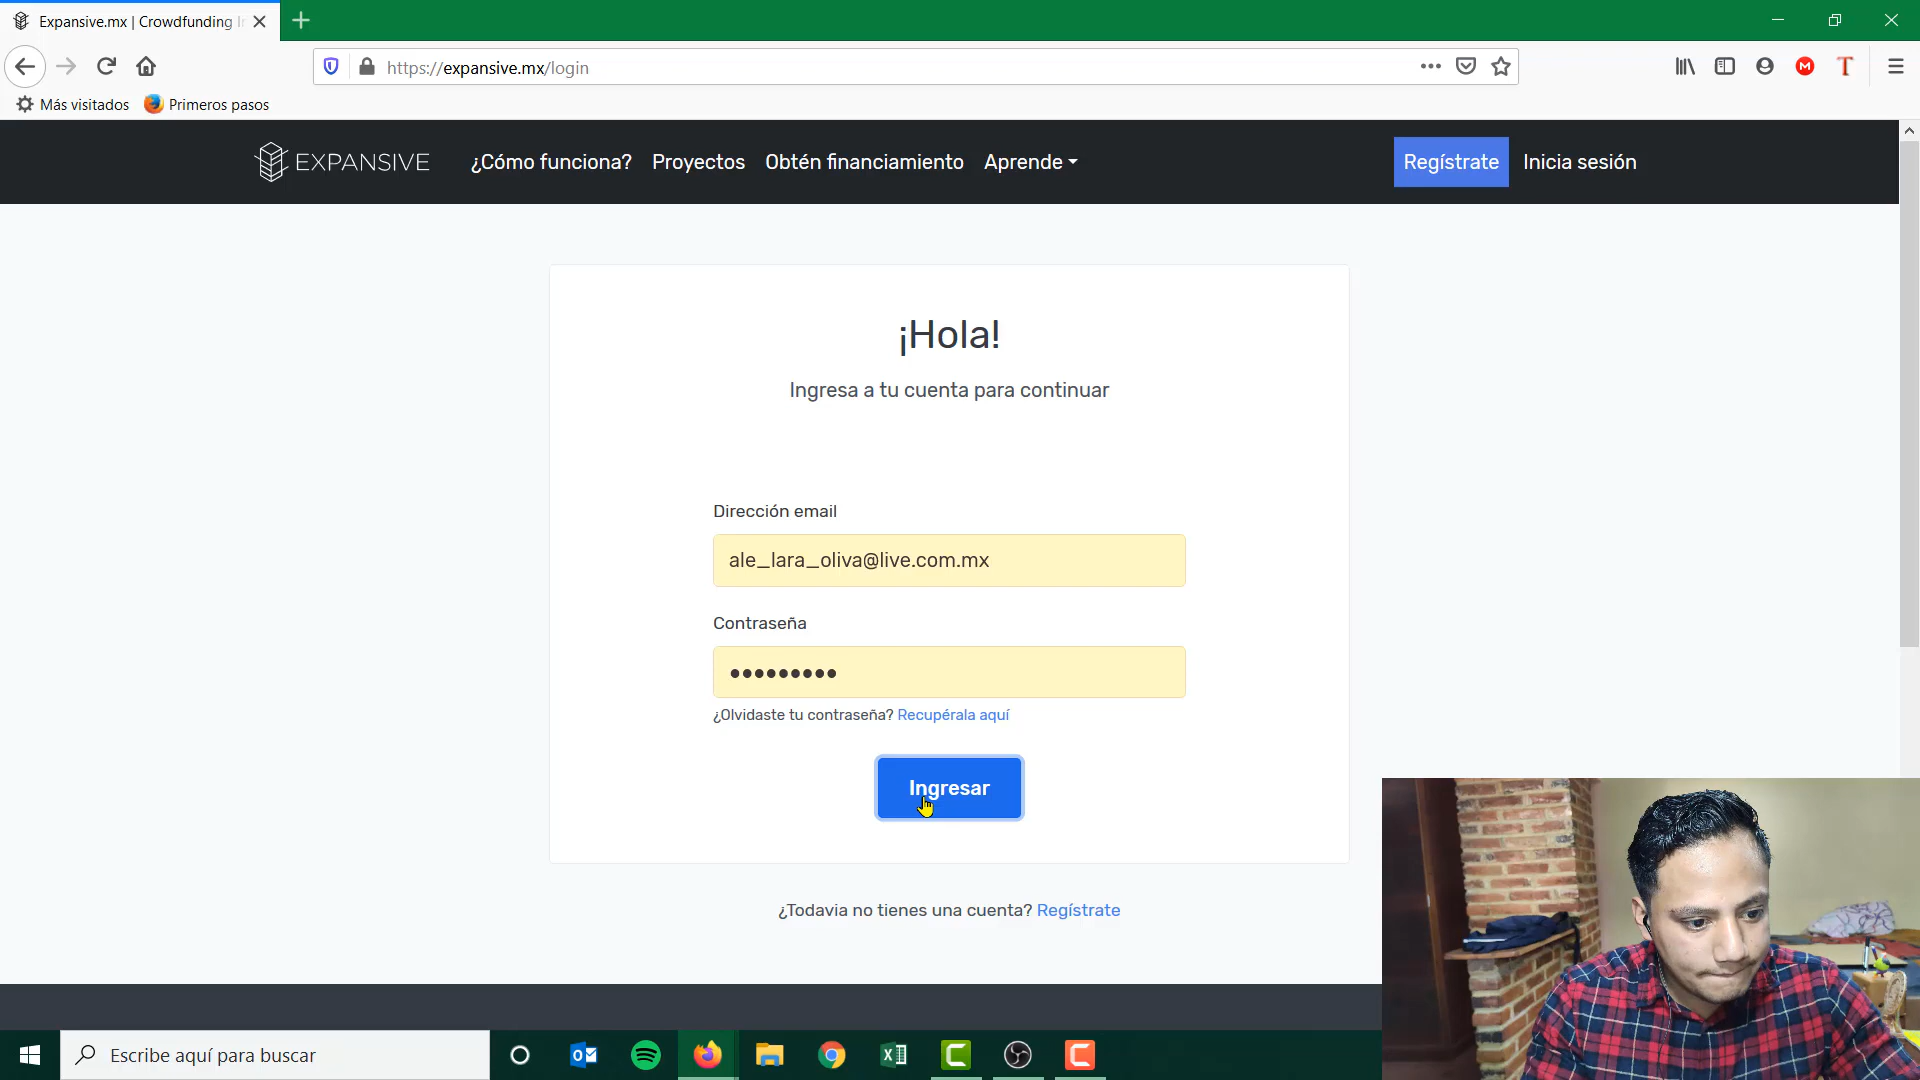 Expansive.mx | Crowdfunding I
https://expansive.mx/login
Más visitados
Primeros pasos
EXPANSIVE
¿Cómo funciona?
Proyectos
Obtén financiamiento
Aprende
Regístrate
Inicia sesión
¡Hola!
Ingresa a tu cuenta para continuar
Dirección email
ale_lara_oliva@live.com.mx
Contraseña
¿Olvidaste tu contraseña? Recupérala aquí
Ingresar
¿Todavia no tienes una cuenta? Regístrate
Escribe aquí para buscar